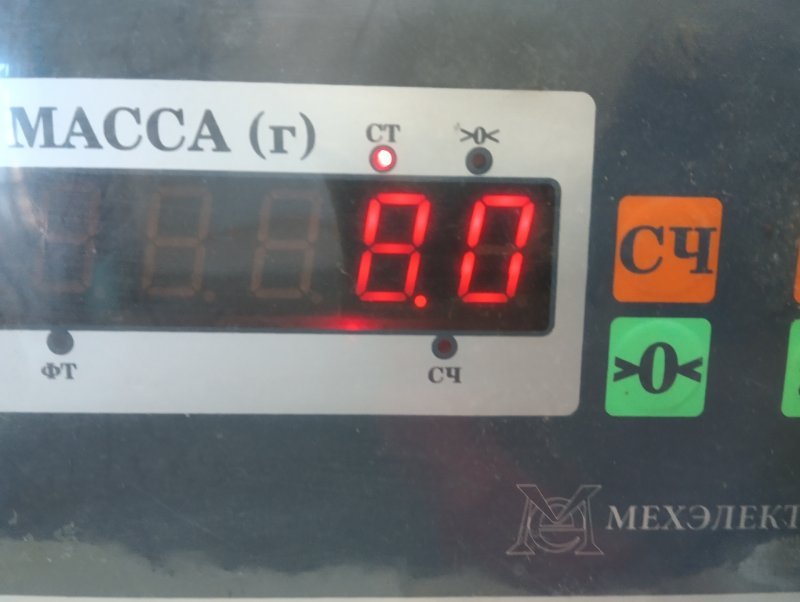 МАССА (г)
СТ >0<
8.0
СЧ
ФТ СЧ
>0<
МЕХЭЛЕКТ